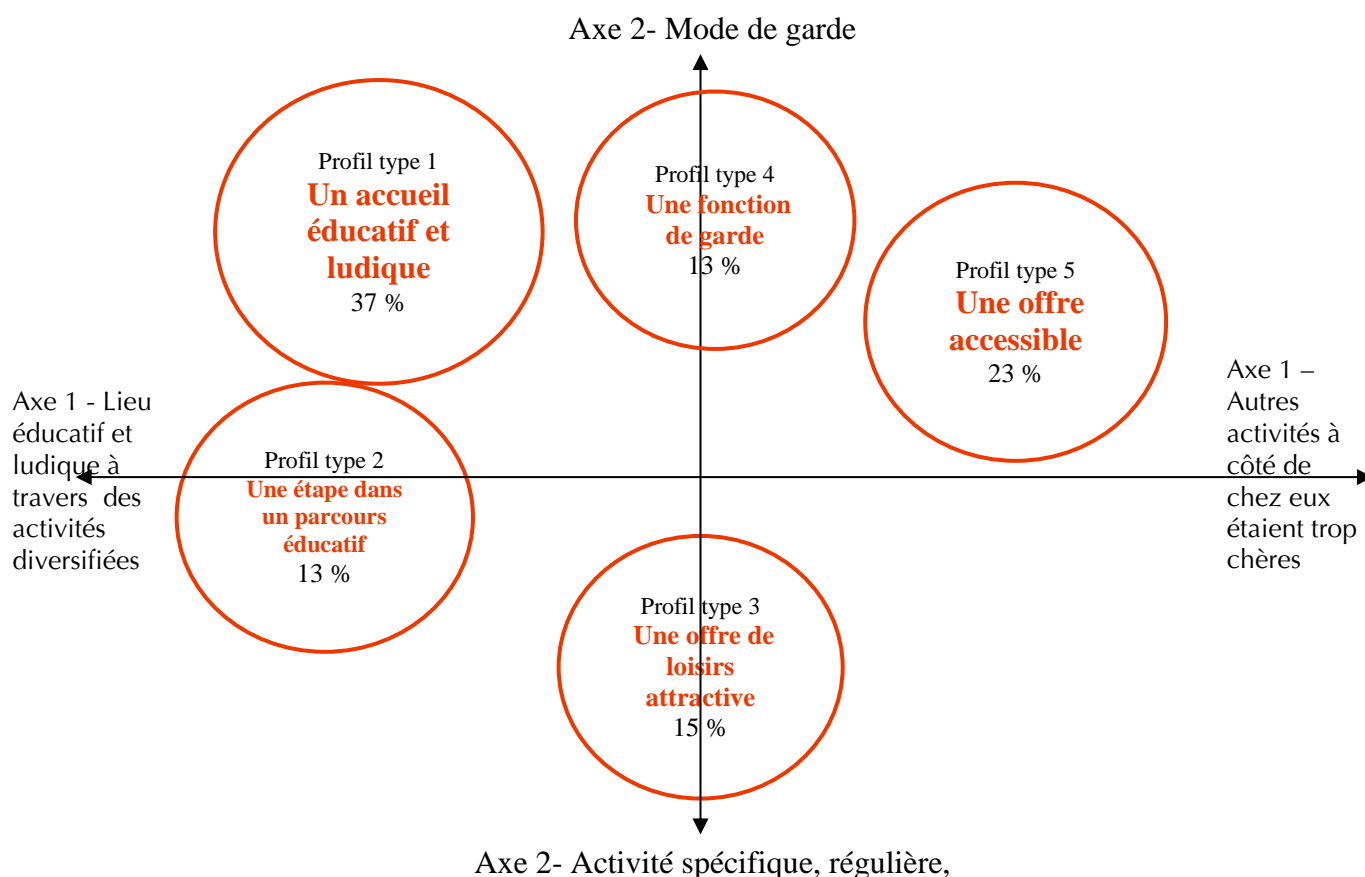 Axe 2- Mode de garde
Profil type 1
Un accueil
éducatif et
ludique
37 %
Profil type 4
Une fonction
de garde
13 %
Profil type 5
Une offre
accessible
23 %
Axe 1 - Lieu
éducatif et
ludique à
travers des
activités
diversifiées
Profil type 2
Une étape dans
un parcours
éducatif
13 %
Axe 1 –
Autres
activités à
côté de
chez eux
étaient trop
chères
Profil type 3
Une offre de
loisirs
attractive
15 %
Axe 2- Activité spécifique, régulière,